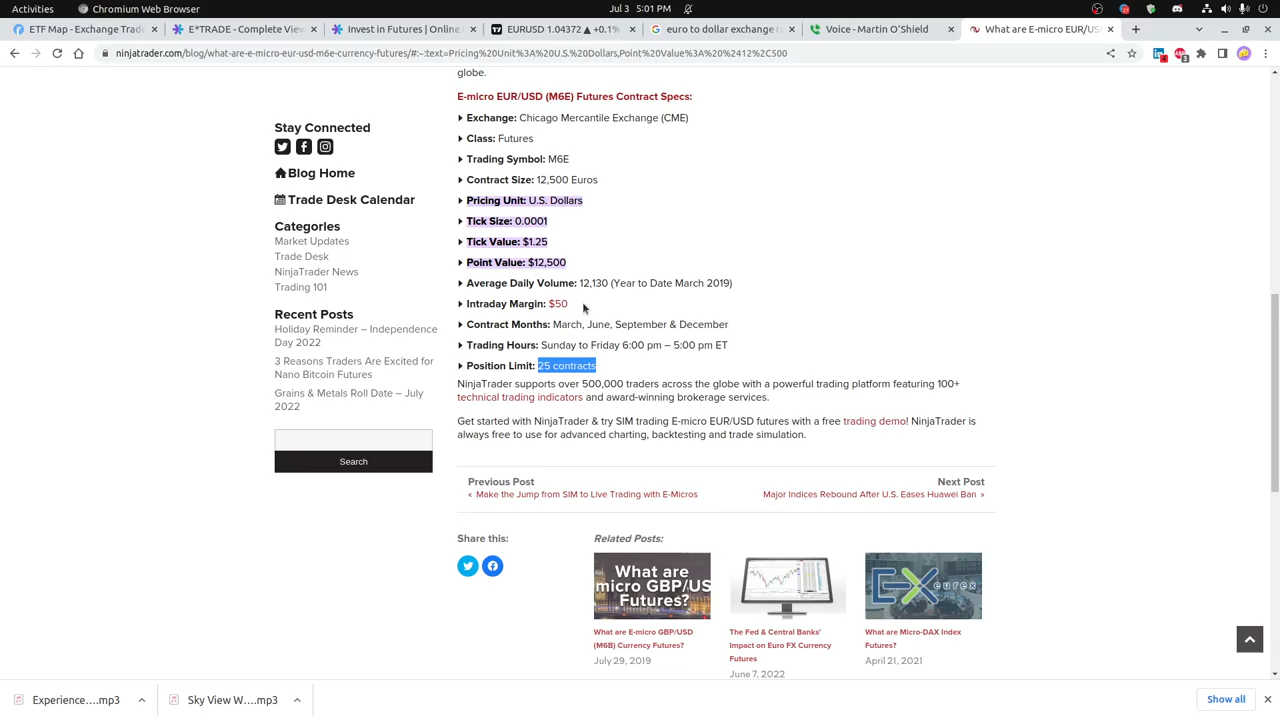 Activities
Chromium Web Browser
Jul 3 5:01 PM
ETF Map - Exchange Trade
E*TRADE - Complete View
Invest in Futures | Online
EURUSD 1.04372 ▲ +0.1%
euro to dollar exchange r
Voice - Martin O'Shield
What are E-micro EUR/US
ninjatrader.com/blog/what-are-e-micro-eur-usd-m6e-currency-futures/#:~:text=Pricing%20Unit%3A%20U.S.%20Dollars,Point%20Value%3A%20%2412%2C500
globe.
E-micro EUR/USD (M6E) Futures Contract Specs:
Exchange: Chicago Mercantile Exchange (CME)
Class: Futures
Trading Symbol: M6E
Contract Size: 12,500 Euros
Pricing Unit: U.S. Dollars
Tick Size: 0.0001
Tick Value: $1.25
Point Value: $12,500
Average Daily Volume: 12,130 (Year to Date March 2019)
Intraday Margin: $50
Contract Months: March, June, September & December
Trading Hours: Sunday to Friday 6:00 pm – 5:00 pm ET
Position Limit: 25 contracts
NinjaTrader supports over 500,000 traders across the globe with a powerful trading platform featuring 100+
technical trading indicators and award-winning brokerage services.
Get started with NinjaTrader & try SIM trading E-micro EUR/USD futures with a free trading demo! NinjaTrader is
always free to use for advanced charting, backtesting and trade simulation.
Stay Connected
Blog Home
Trade Desk Calendar
Categories
Market Updates
Trade Desk
NinjaTrader News
Trading 101
Recent Posts
Holiday Reminder – Independence
Day 2022
3 Reasons Traders Are Excited for
Nano Bitcoin Futures
Grains & Metals Roll Date – July
2022
Search
Previous Post
« Make the Jump from SIM to Live Trading with E-Micros
Next Post
Major Indices Rebound After U.S. Eases Huawei Ban »
Share this:
Related Posts:
What are
micro GBP/US
Futures?
eurex
What are E-micro GBP/USD
(M6B) Currency Futures?
July 29, 2019
The Fed & Central Banks'
Impact on Euro FX Currency
Futures
June 7, 2022
What are Micro-DAX Index
Futures?
April 21, 2021
Experience....mp3
Sky View W....mp3
Show all